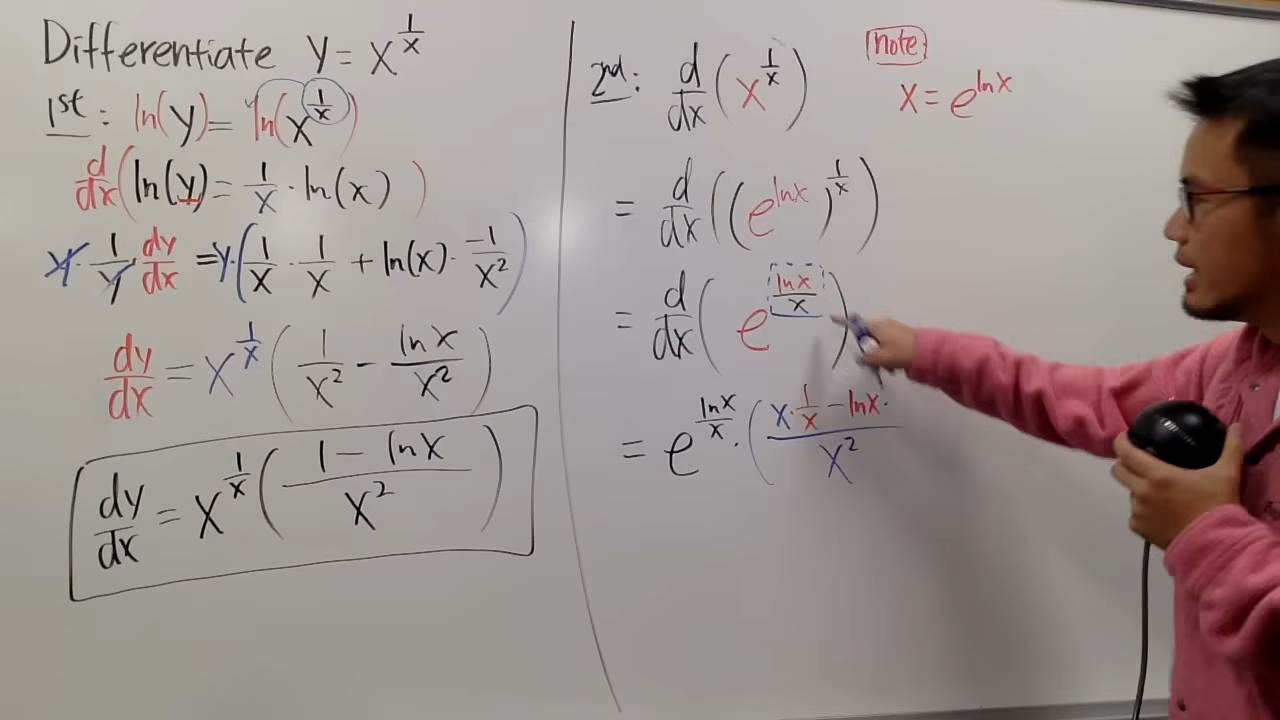 Differentiate y = x^(1/x)
1st: ln(y) = ln(x^(1/x))
d/dx (ln(y) = 1/x · ln(x))
y · 1/y · dy/dx = y · (1/x · 1/x + ln(x) · -1/x²)
dy/dx = x^(1/x) (1/x² - lnx/x²)
dy/dx = x^(1/x) ((1 - lnx)/x²)
2nd: d/dx (x^(1/x))
note
x = e^(lnx)
= d/dx ((e^(lnx))^(1/x))
= d/dx (e^(lnx/x))
= e^(lnx/x) · ((x · 1/x - lnx ·)/x²